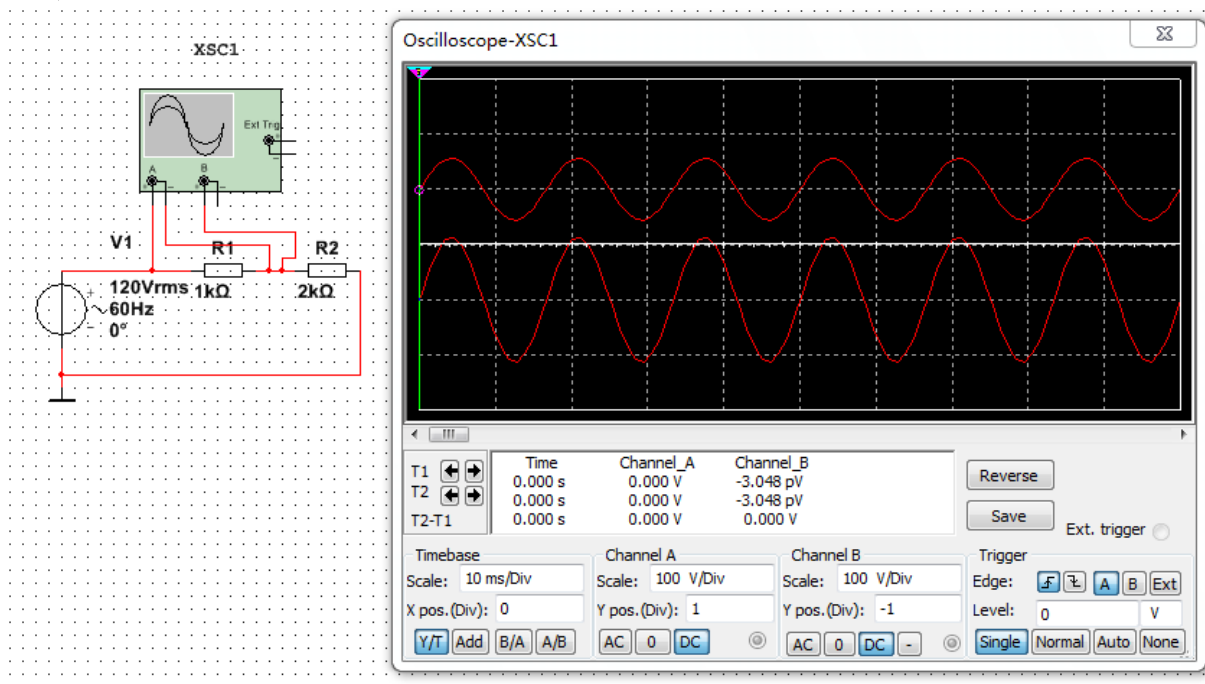 XSC1
Ext Trig
A B
V1
R1 R2
120Vrms 1kΩ 2kΩ
60Hz
0°
Oscilloscope-XSC1
Time Channel_A Channel_B
T1 0.000 s 0.000 V -3.048 pV
T2 0.000 s 0.000 V -3.048 pV
T2-T1 0.000 s 0.000 V 0.000 V
Reverse
Save
Ext. trigger
Timebase
Scale: 10 ms/Div
X pos.(Div): 0
Y/T Add B/A A/B
Channel A
Scale: 100 V/Div
Y pos.(Div): 1
AC 0 DC
Channel B
Scale: 100 V/Div
Y pos.(Div): -1
AC 0 DC -
Trigger
Edge: A B Ext
Level: 0 V
Single Normal Auto None